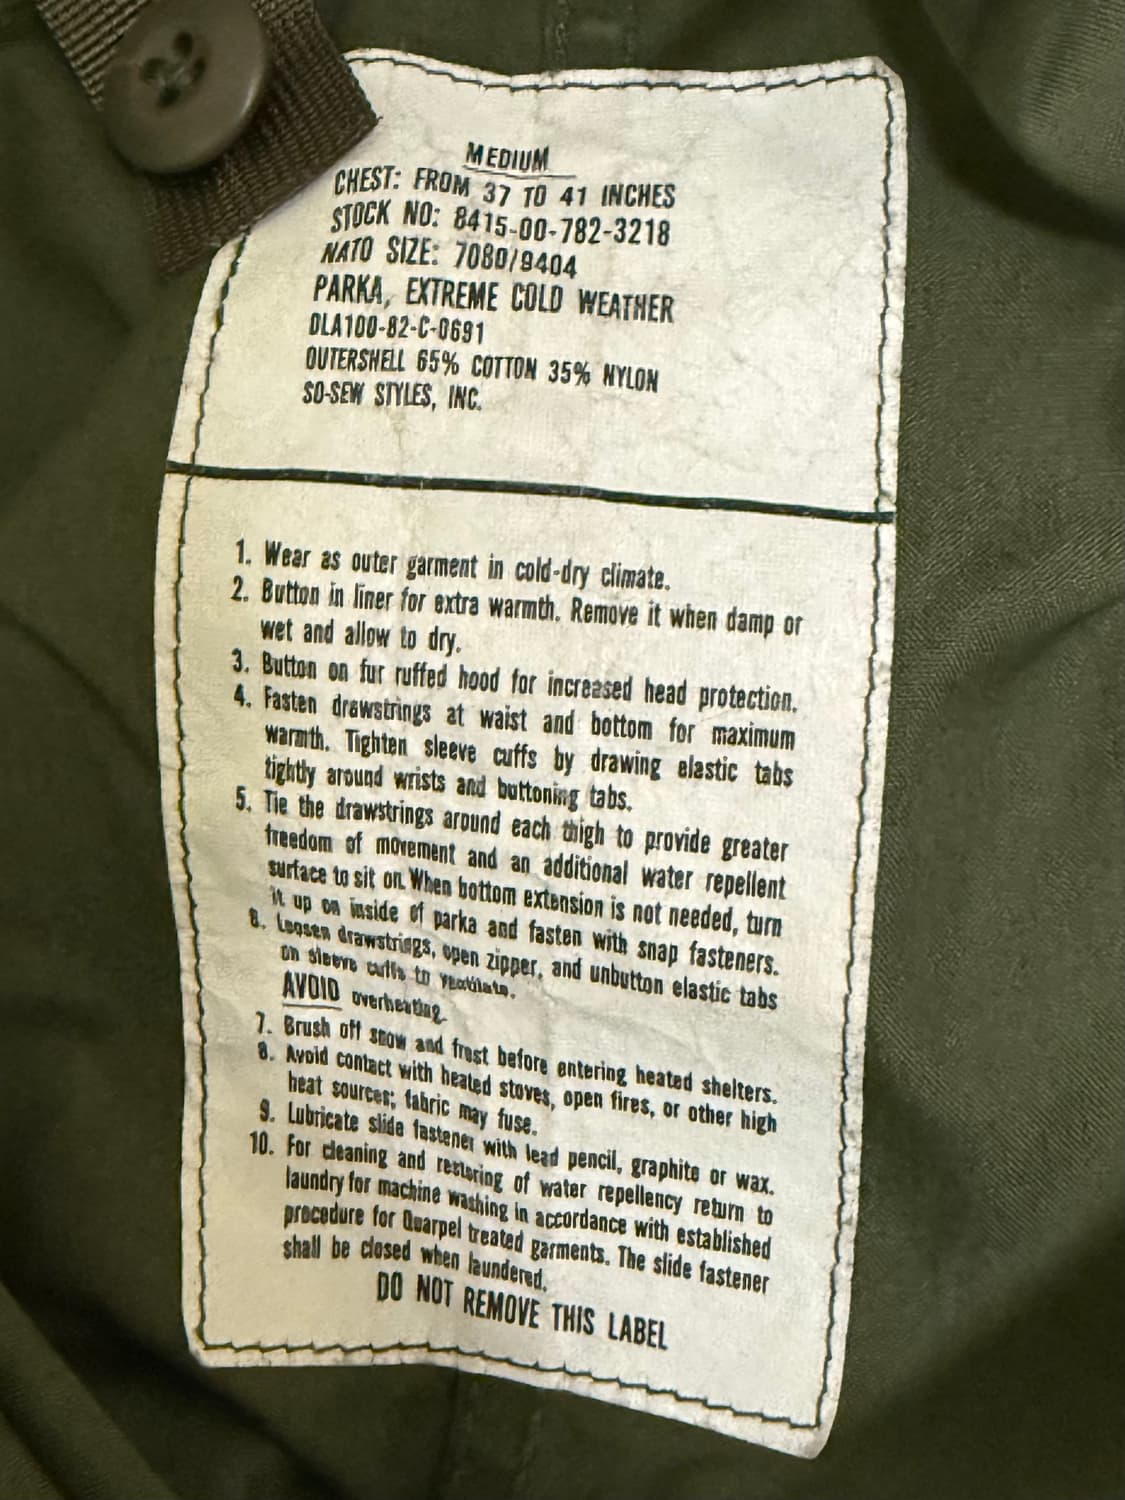 MEDIUM
CHEST: FROM 37 TO 41 INCHES
STOCK NO: 8415-00-782-3218
NATO SIZE: 7080/9404
PARKA, EXTREME COLD WEATHER
DLA100-82-C-0691
OUTERSHELL 65% COTTON 35% NYLON
SO-SEW STYLES, INC.
1. Wear as outer garment in cold-dry climate.
2. Button in liner for extra warmth. Remove it when damp or
wet and allow to dry.
3. Button on fur ruffed hood for increased head protection.
4. Fasten drawstrings at waist and bottom for maximum
warmth. Tighten sleeve cuffs by drawing elastic tabs
tightly around wrists and buttoning tabs.
5. Tie the drawstrings around each thigh to provide greater
freedom of movement and an additional water repellent
surface to sit on. When bottom extension is not needed, turn
it up on inside of parka and fasten with snap fasteners.
6. Loosen drawstrings, open zipper, and unbutton elastic tabs
on sleeve cuffs to ventilate.
AVOID overheating.
7. Brush off snow and frost before entering heated shelters.
8. Avoid contact with heated stoves, open fires, or other high
heat sources; fabric may fuse.
9. Lubricate slide fastener with lead pencil, graphite or wax.
10. For cleaning and restoring of water repellency return to
laundry for machine washing in accordance with established
procedure for Quarpel treated garments. The slide fastener
shall be closed when laundered.
DO NOT REMOVE THIS LABEL